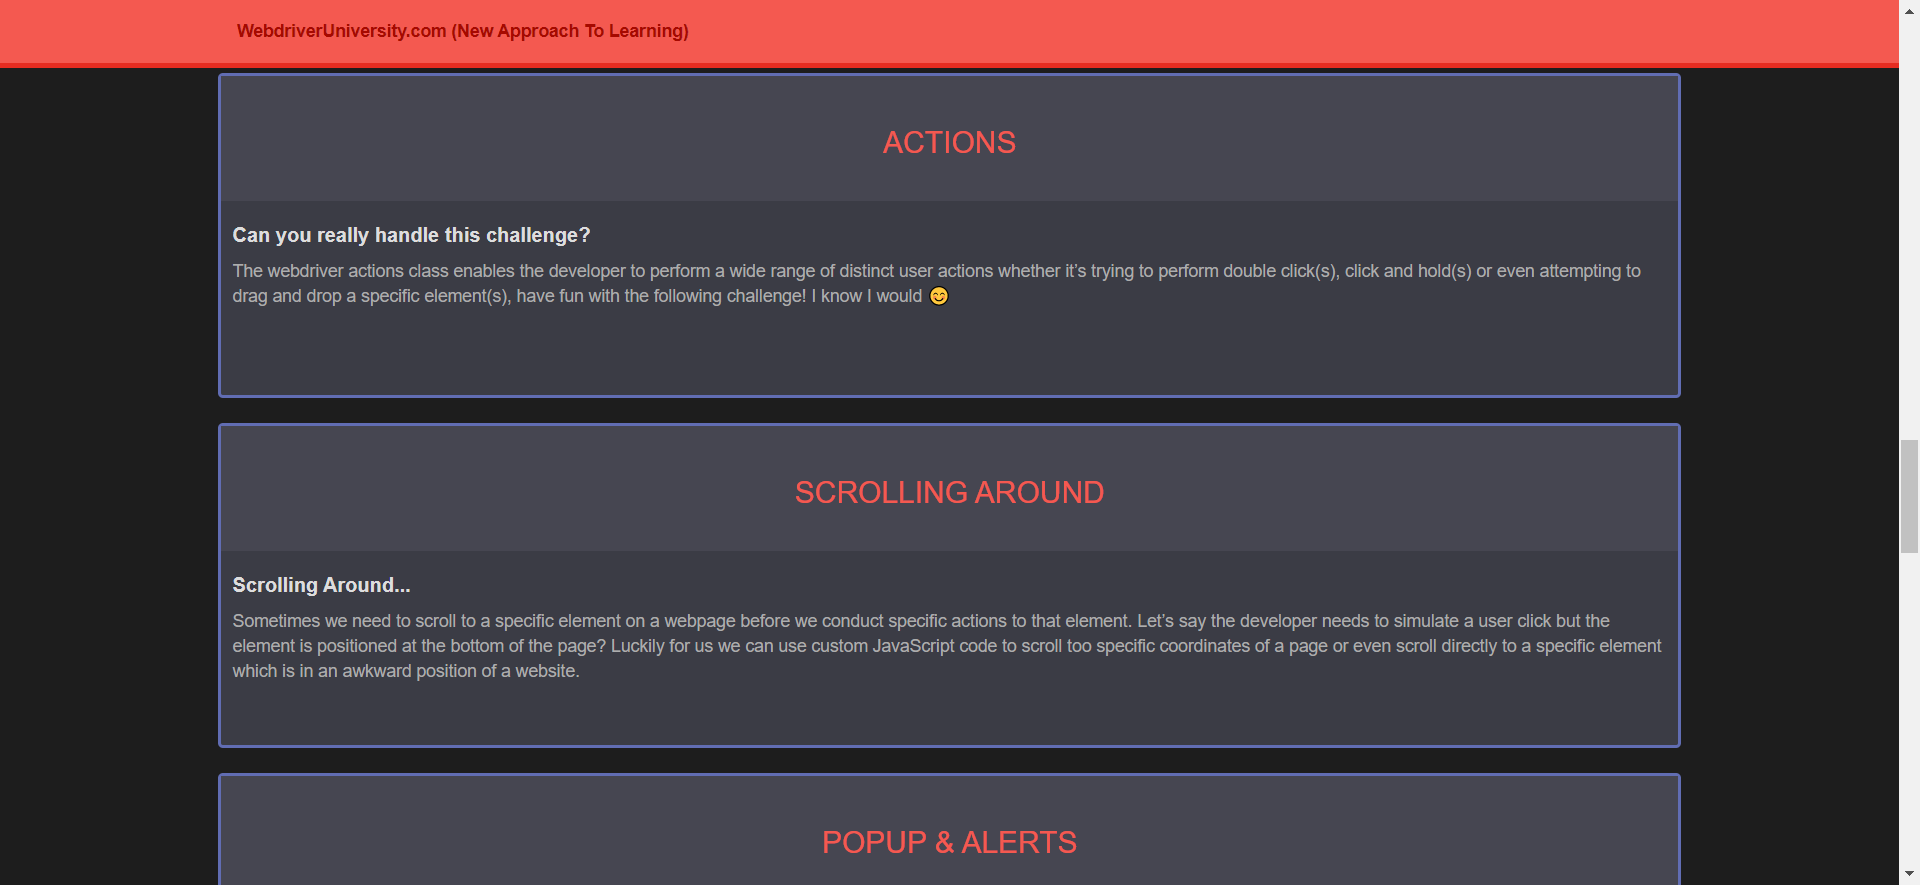 WebdriverUniversity.com (New Approach To Learning)
ACTIONS
Can you really handle this challenge?
The webdriver actions class enables the developer to perform a wide range of distinct user actions whether it’s trying to perform double click(s), click and hold(s) or even attempting to
drag and drop a specific element(s), have fun with the following challenge! I know I would 😊
SCROLLING AROUND
Scrolling Around...
Sometimes we need to scroll to a specific element on a webpage before we conduct specific actions to that element. Let’s say the developer needs to simulate a user click but the
element is positioned at the bottom of the page? Luckily for us we can use custom JavaScript code to scroll too specific coordinates of a page or even scroll directly to a specific element
which is in an awkward position of a website.
POPUP & ALERTS